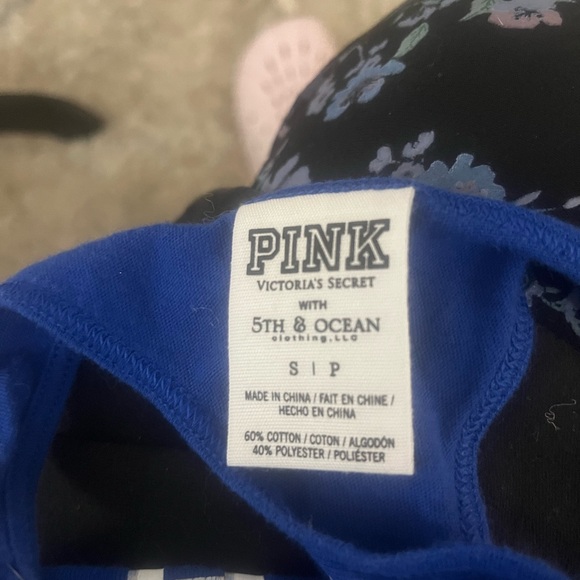 PINK
VICTORIA'S SECRET
WITH
5TH & OCEAN
clothing, LLC
S | P
MADE IN CHINA / FAIT EN CHINE /
HECHO EN CHINA
60% COTTON / COTON / ALGODÓN
40% POLYESTER / POLIÉSTER